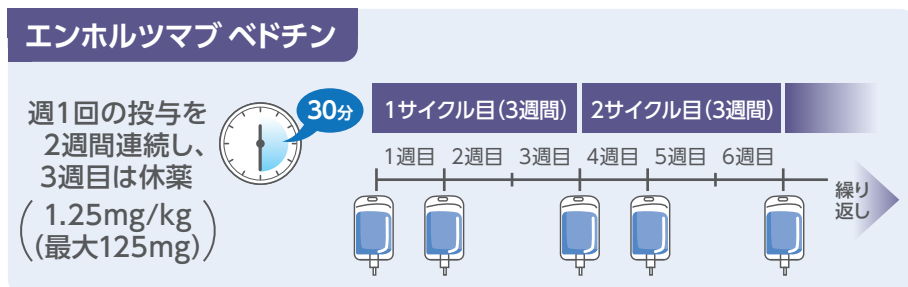 エンホルツマブ ベドチン
週1回の投与を
2週間連続し、
3週目は休薬
(1.25mg/kg
(最大125mg))
30分
1サイクル目(3週間) 2サイクル目(3週間)
1週目 2週目 3週目 4週目 5週目 6週目
繰り
返し